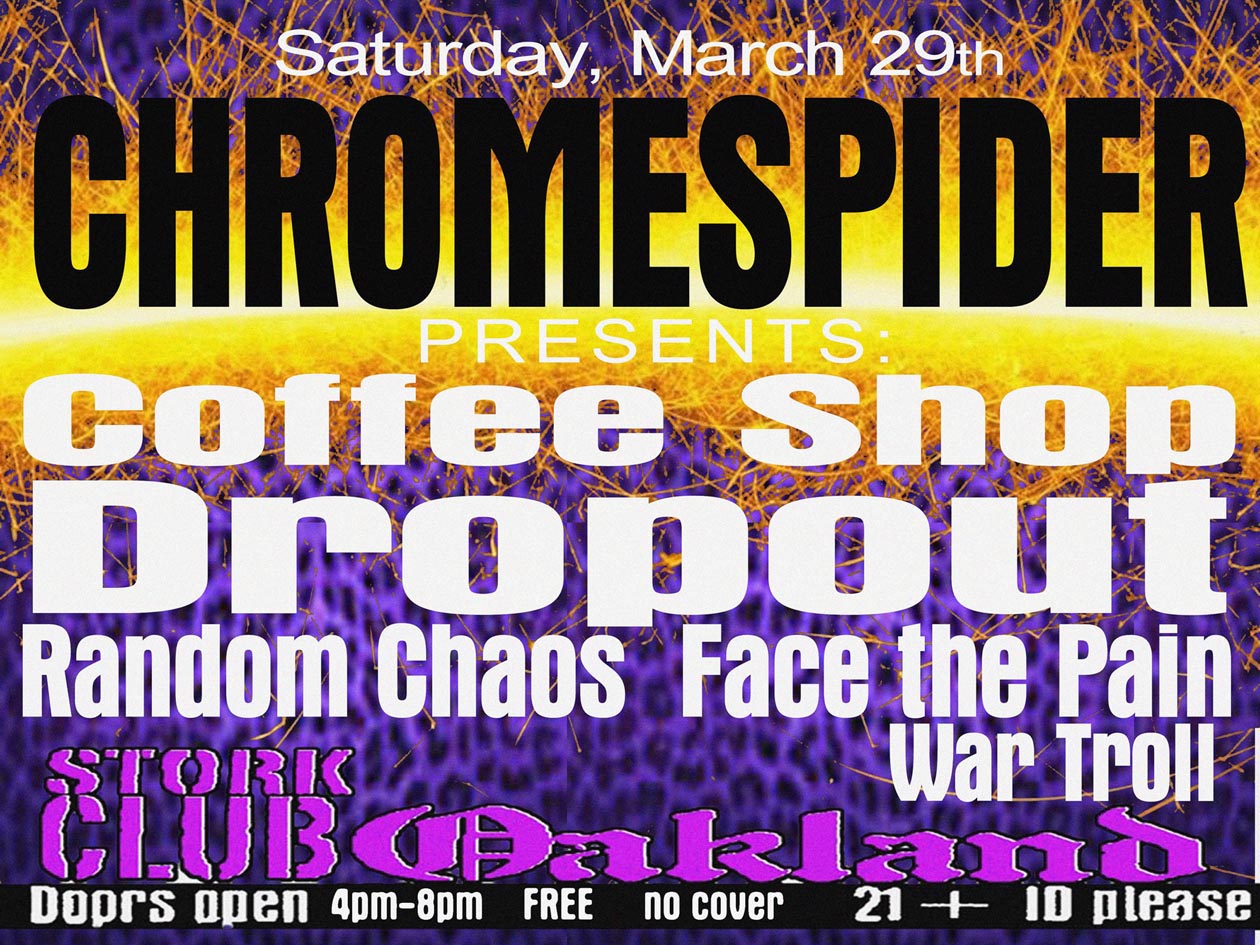 Saturday, March 29th
CHROMESPIDER
PRESENTS:
Coffee Shop
Dropout
Random Chaos Face the Pain
War Troll
STORK
CLUB Oakland
Doprs open 4pm-8pm FREE no cover 21 + ID please